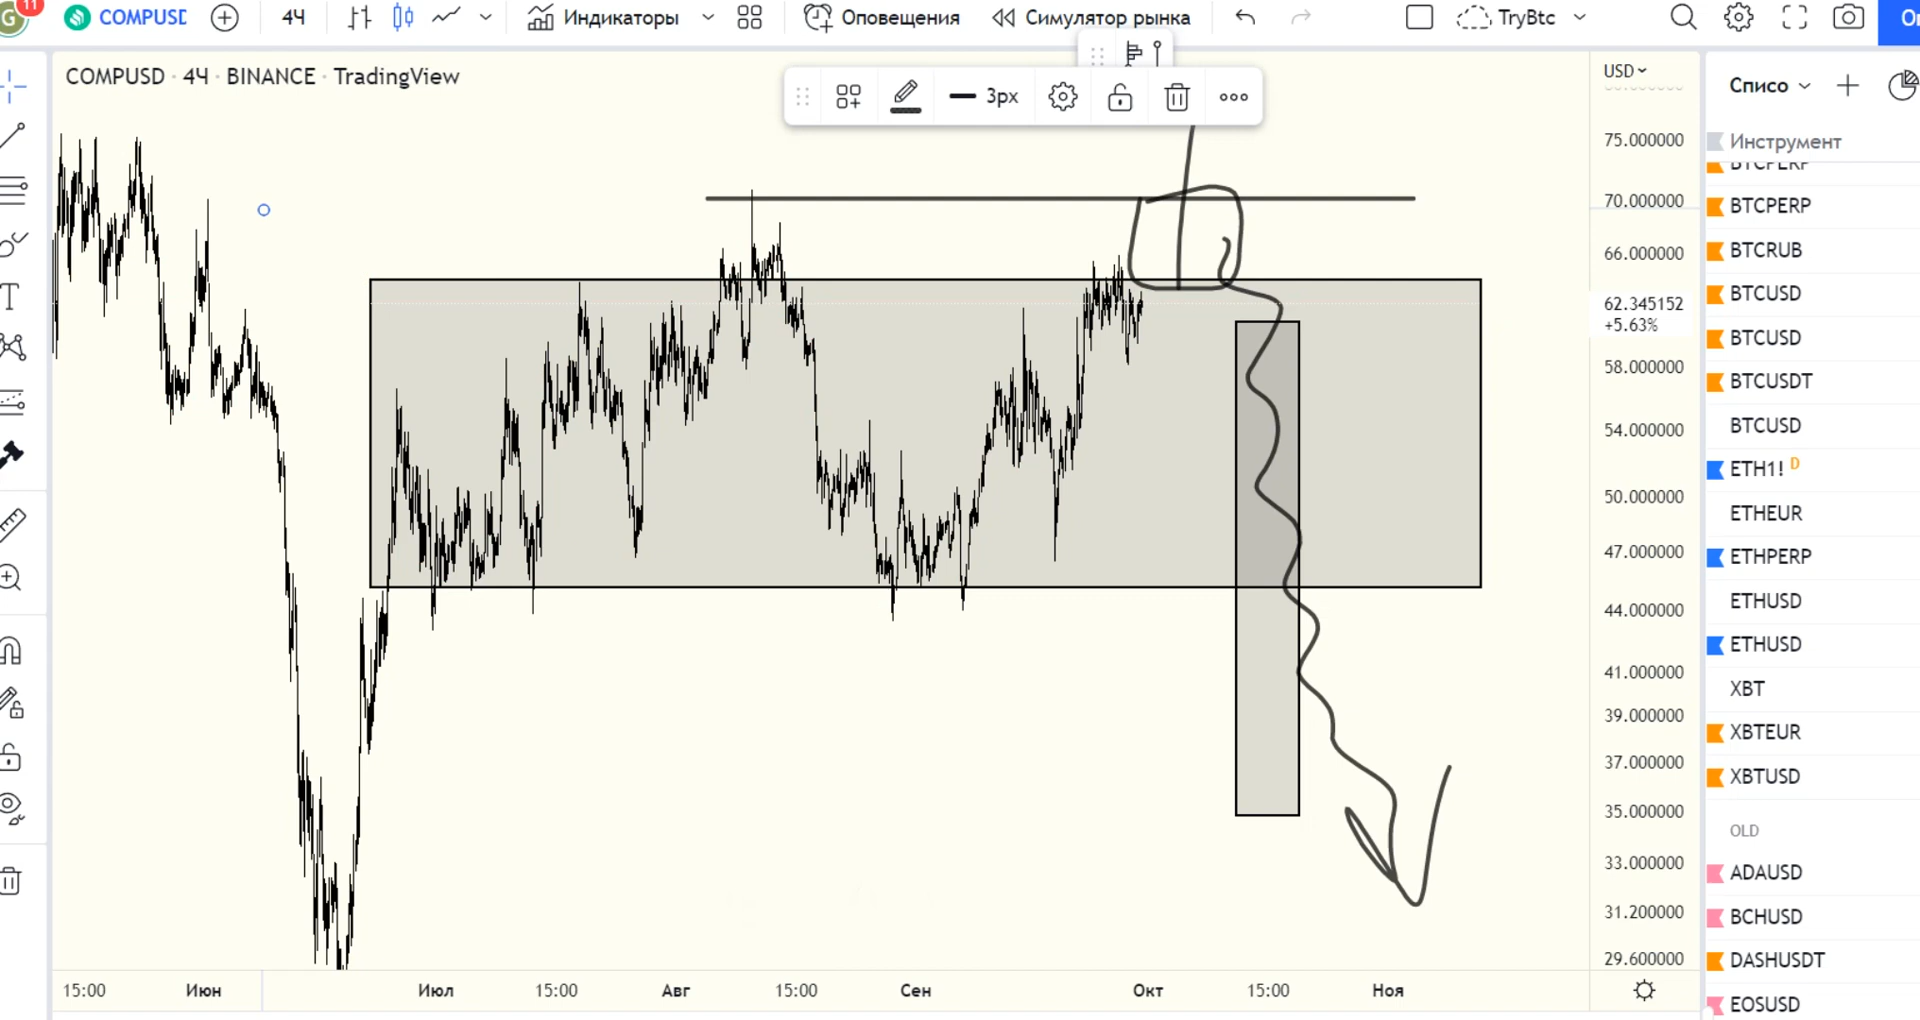 11 COMPUSD 4Ч Индикаторы Оповещения Симулятор рынка TryBtc
COMPUSD · 4Ч · BINANCE · TradingView
3px
USD
75.000000
70.000000
66.000000
62.345152
+5.63%
58.000000
54.000000
50.000000
47.000000
44.000000
41.000000
39.000000
37.000000
35.000000
33.000000
31.200000
29.600000
15:00 Июн Июл 15:00 Авг 15:00 Сен Окт 15:00 Ноя
Списо
Инструмент
BTCPERP
BTCPERP
BTCRUB
BTCUSD
BTCUSD
BTCUSDT
BTCUSD
ETH1! D
ETHEUR
ETHPERP
ETHUSD
ETHUSD
XBT
XBTEUR
XBTUSD
OLD
ADAUSD
BCHUSD
DASHUSDT
EOSUSD